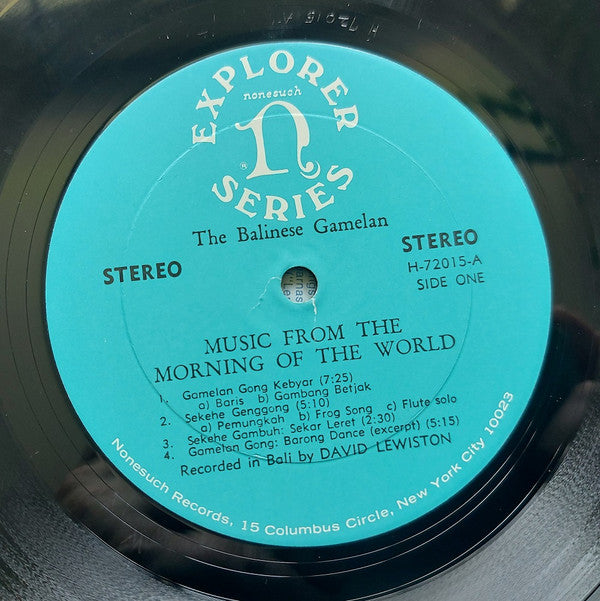 H 72015 A
EXPLORER
nonesuch
n
®
SERIES
The Balinese Gamelan
STEREO
STEREO
H-72015-A
SIDE ONE
MUSIC FROM THE
MORNING OF THE WORLD
1. Gamelan Gong Kebyar (7:25)
a) Baris b) Gambang Betjak
2. Sekehe Genggong (5:10)
a) Pemungkah b) Frog Song c) Flute solo
3. Sekehe Gambuh: Sekar Leret (2:30)
4. Gamelan Gong: Barong Dance (excerpt) (5:15)
Recorded in Bali by DAVID LEWISTON
Nonesuch Records, 15 Columbus Circle, New York City 10023